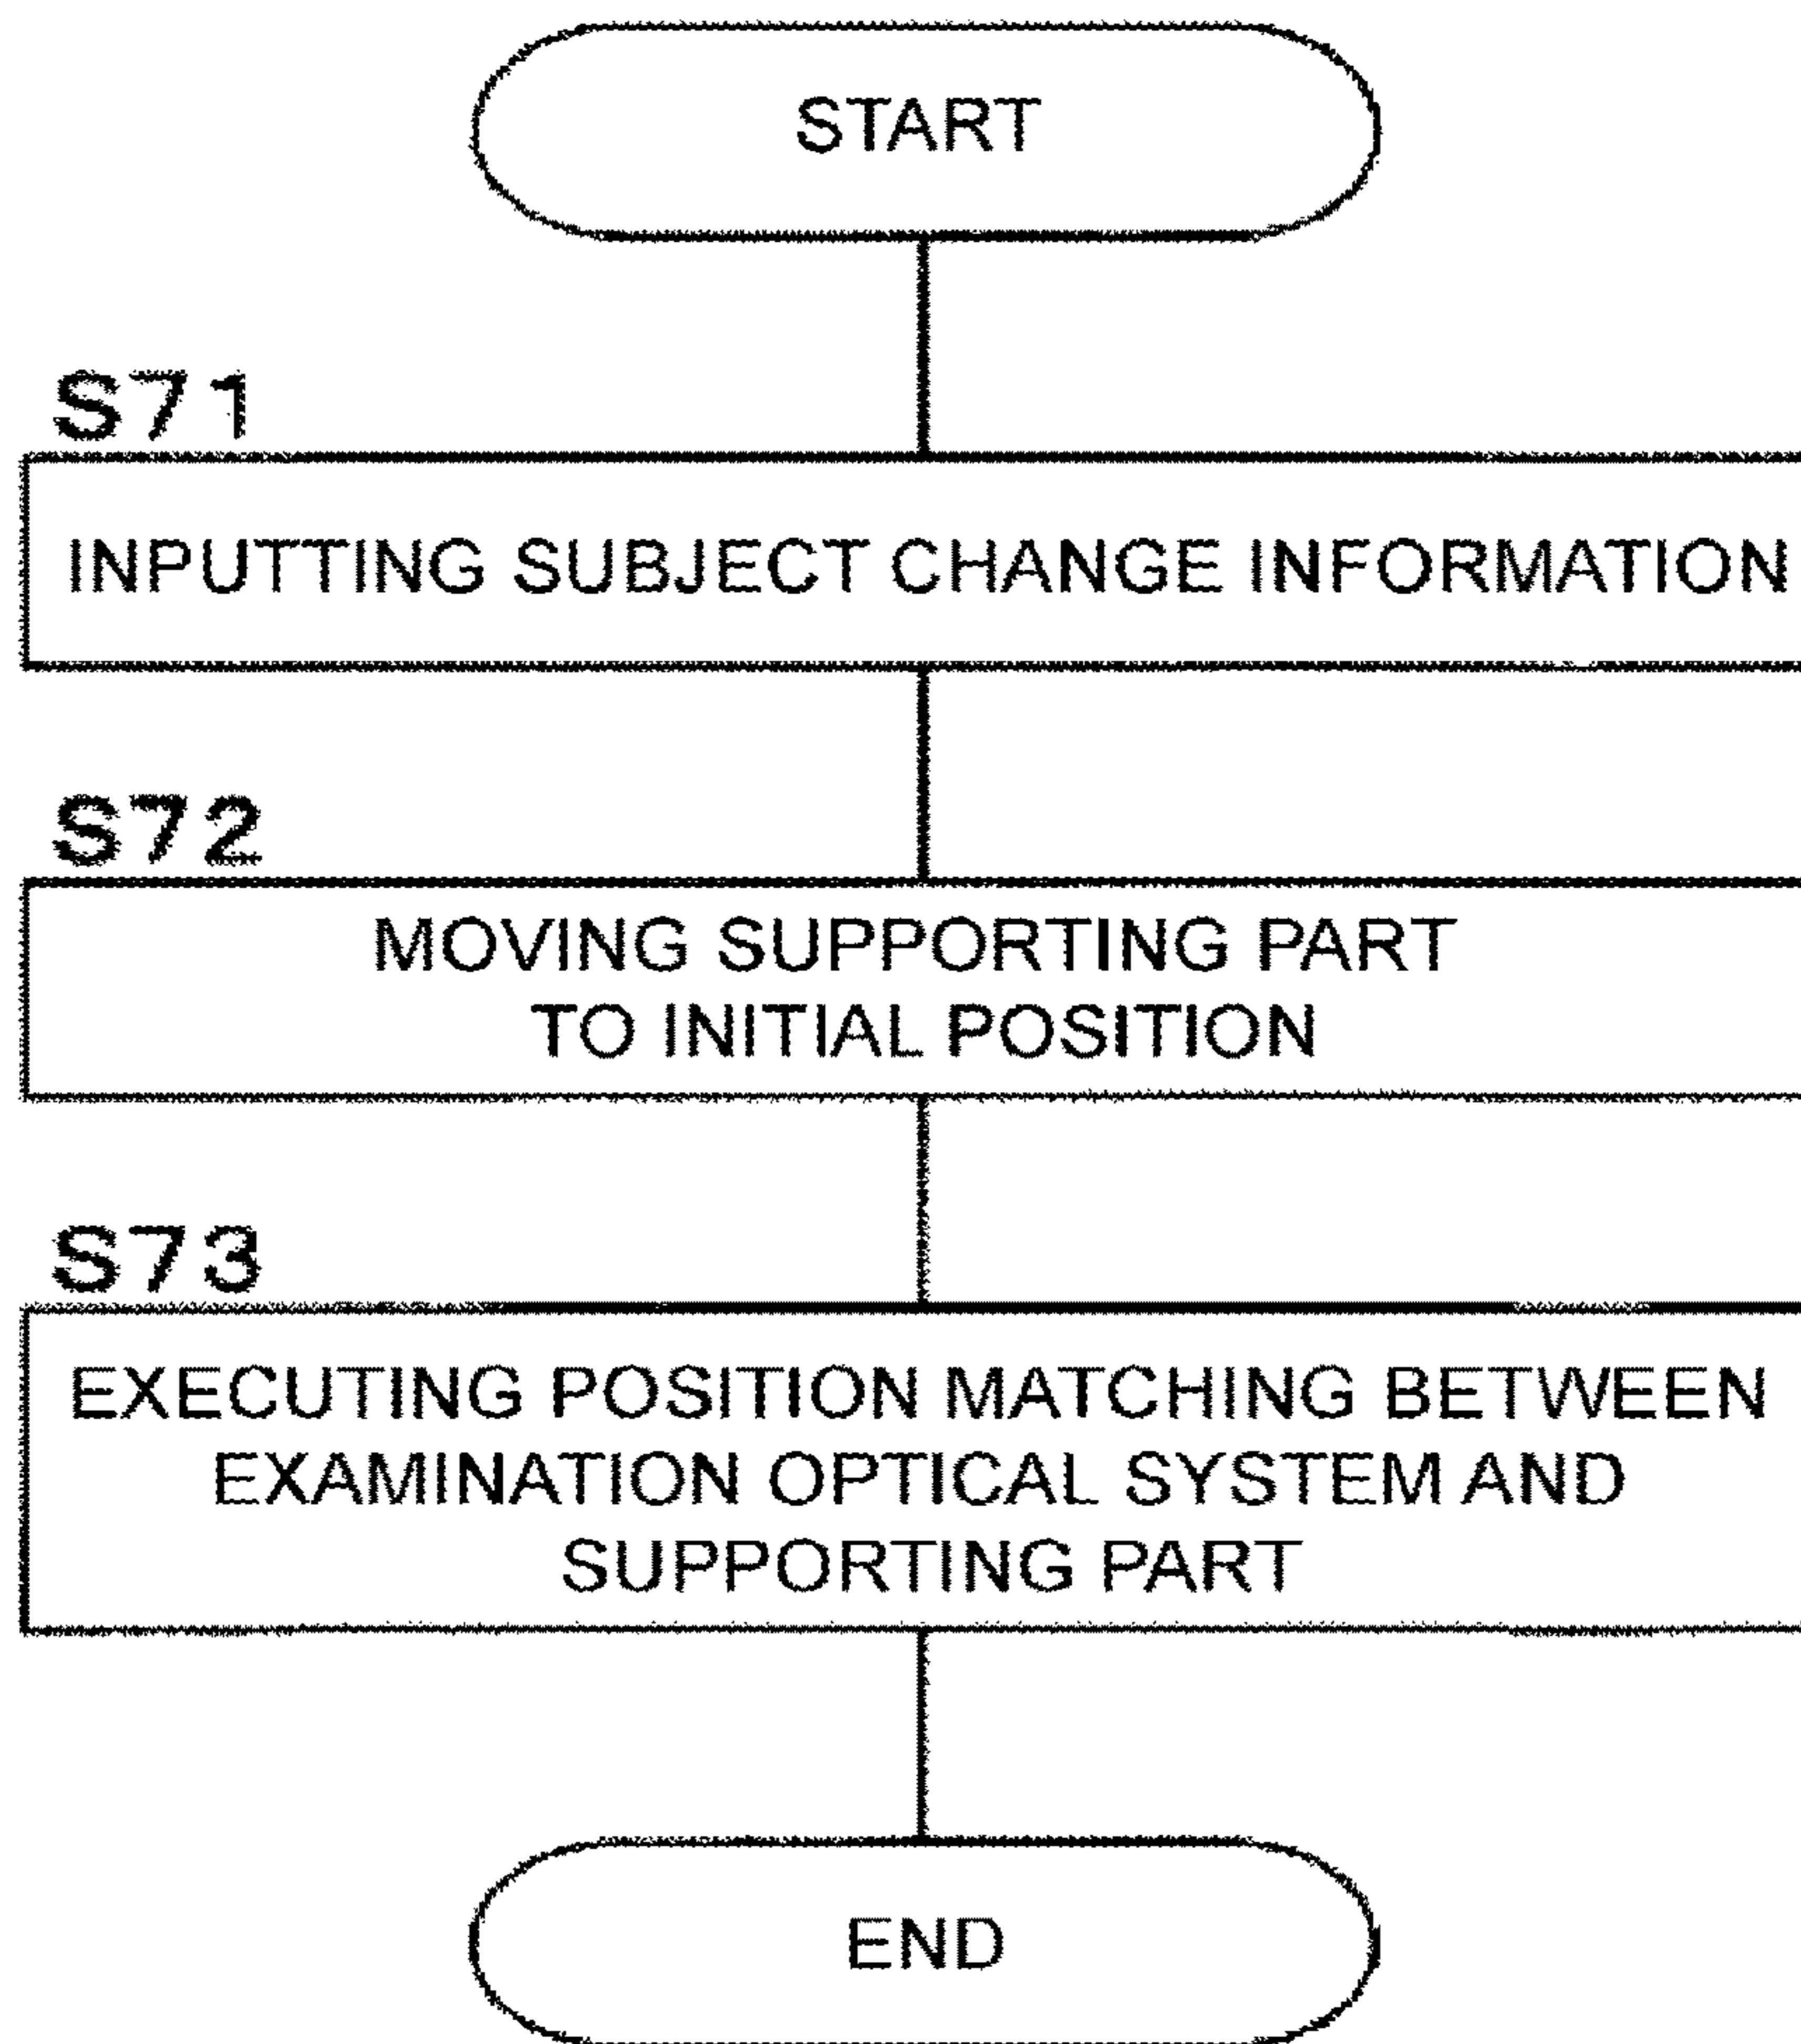 START
S71
INPUTTING SUBJECT CHANGE INFORMATION
S72
MOVING SUPPORTING PART
TO INITIAL POSITION
S73
EXECUTING POSITION MATCHING BETWEEN
EXAMINATION OPTICAL SYSTEM AND
SUPPORTING PART
END